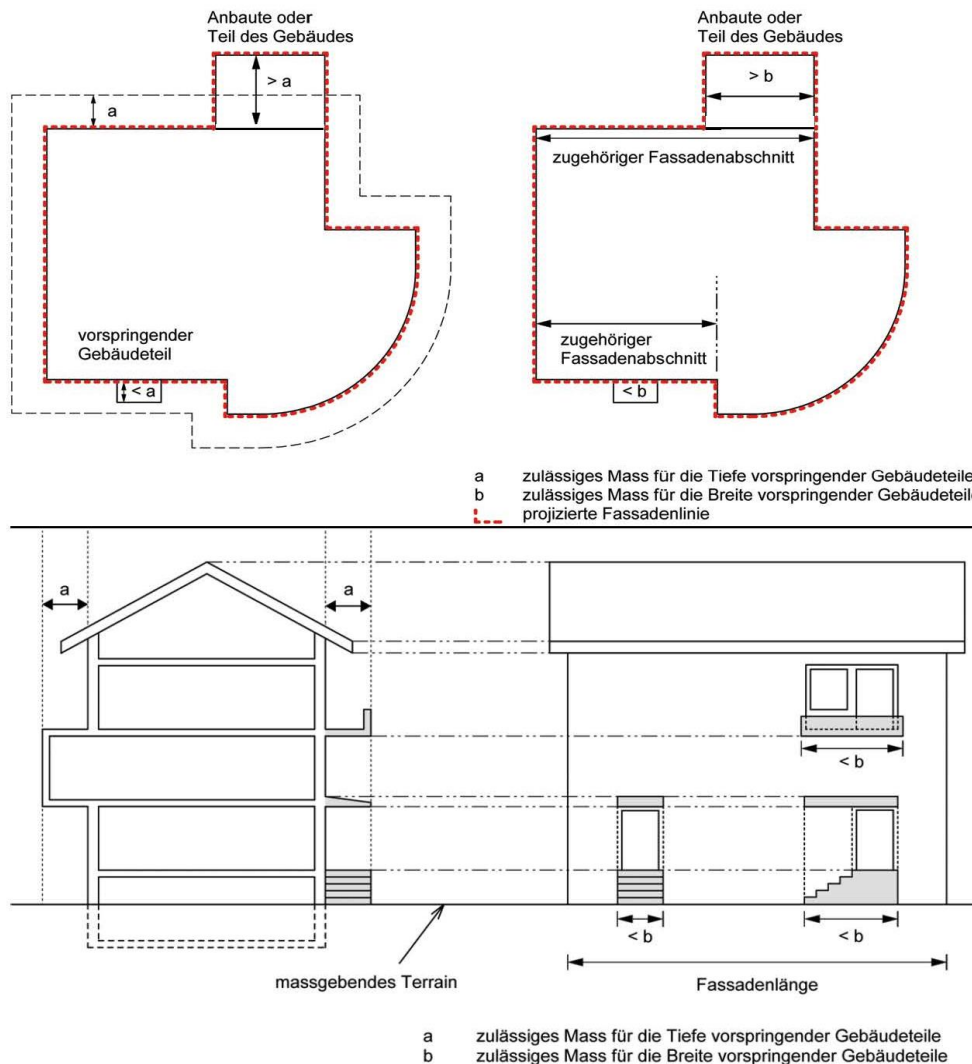 Anbaute oder
Teil des Gebäudes
> a
a
vorspringender
Gebäudeteil
< a
Anbaute oder
Teil des Gebäudes
> b
zugehöriger Fassadenabschnitt
zugehöriger
Fassadenabschnitt
< b
a zulässiges Mass für die Tiefe vorspringender Gebäudeteile
b zulässiges Mass für die Breite vorspringender Gebäudeteile
projizierte Fassadenlinie
a
a
< b
< b
< b
massgebendes Terrain
Fassadenlänge
a zulässiges Mass für die Tiefe vorspringender Gebäudeteile
b zulässiges Mass für die Breite vorspringender Gebäudeteile